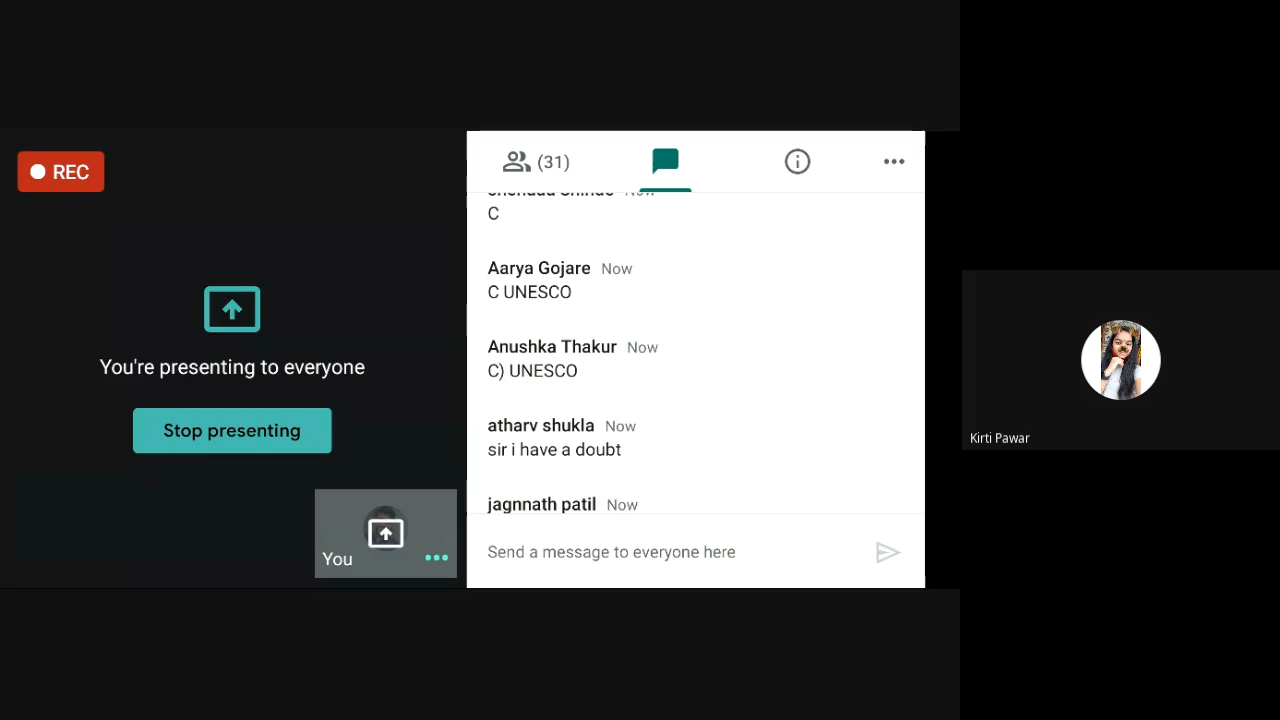 REC
You're presenting to everyone
Stop presenting
You
(31)
Now
C
Aarya Gojare Now
C UNESCO
Anushka Thakur Now
C) UNESCO
atharv shukla Now
sir i have a doubt
jagnnath patil Now
Send a message to everyone here
Kirti Pawar